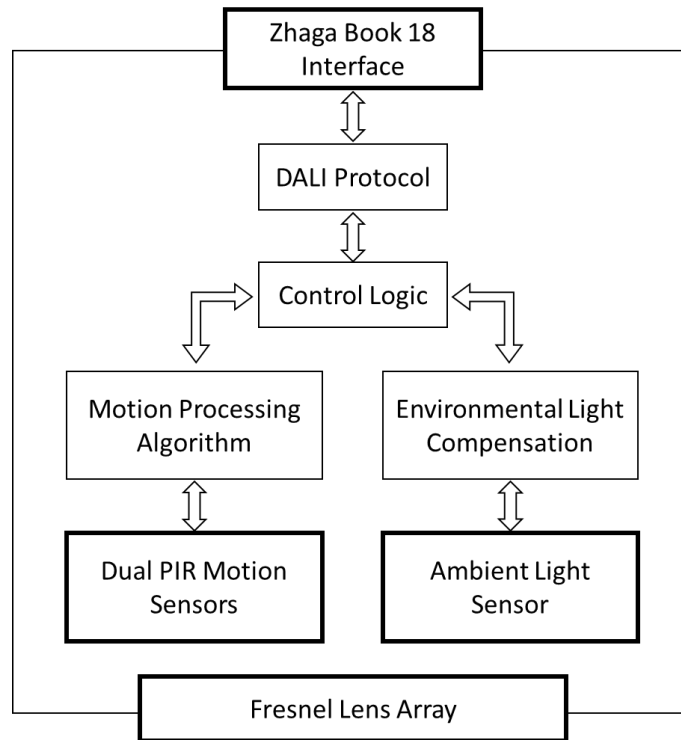 Zhaga Book 18
Interface
DALI Protocol
Control Logic
Motion Processing
Algorithm
Environmental Light
Compensation
Dual PIR Motion
Sensors
Ambient Light
Sensor
Fresnel Lens Array